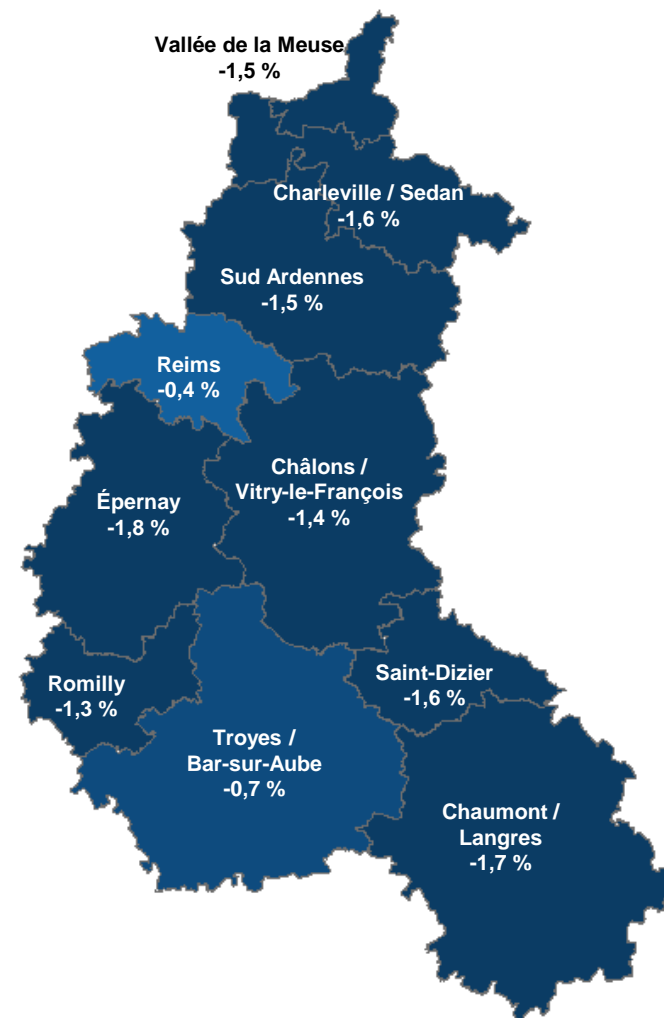 Vallée de la Meuse
-1,5 %
Charleville / Sedan
-1,6 %
Sud Ardennes
-1,5 %
Reims
-0,4 %
Châlons /
Vitry-le-François
-1,4 %
Épernay
-1,8 %
Saint-Dizier
-1,6 %
Romilly
-1,3 %
Troyes /
Bar-sur-Aube
-0,7 %
Chaumont /
Langres
-1,7 %